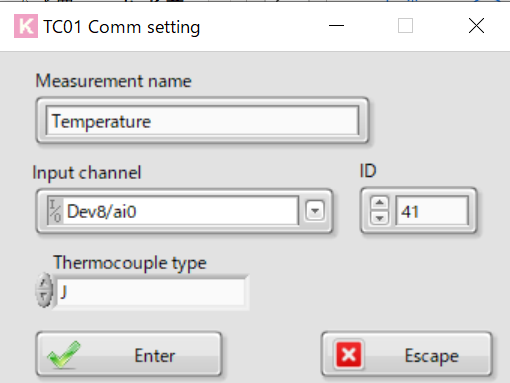 K TC01 Comm setting
Measurement name
Temperature
Input channel
ID
I/O Dev8/ai0
41
Thermocouple type
J
Enter
Escape